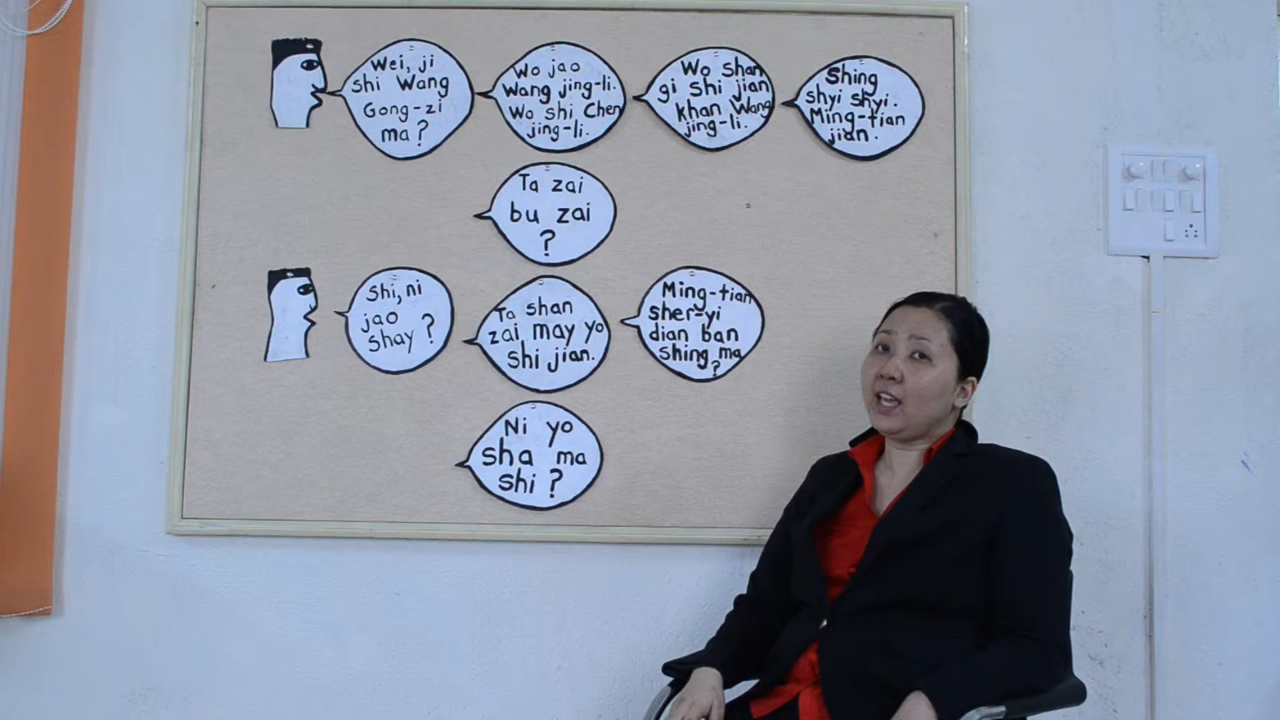 Wei, ji
shi Wang
Gong-zi
ma?
Wo jao
Wang jing-li.
Wo shi Chen
jing-li.
Wo shan
gi shi jian
khan Wang
jing-li.
Shing
shyi shyi.
Ming-tian
jian.
Ta zai
bu zai
?
Shi, ni
jao
shay?
Ta shan
zai may yo
shi jian.
Ming-tian
sher-yi
dian ban
shing ma
?
Ni yo
sha ma
shi?